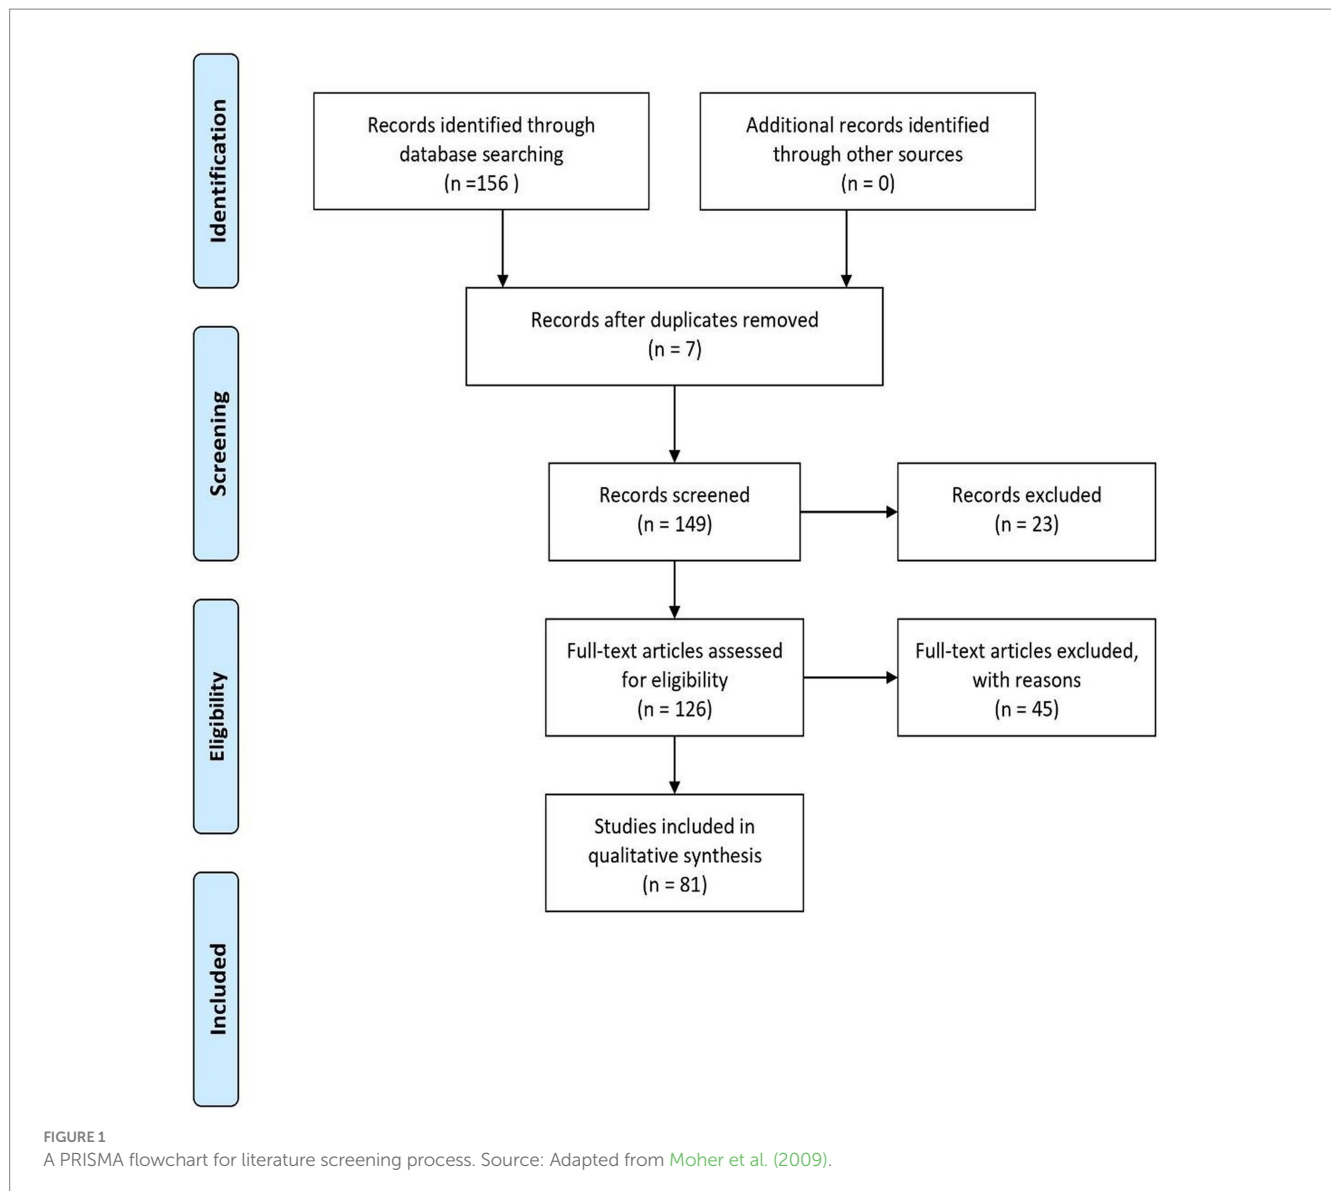 Identification
Records identified through
database searching
(n =156 )
Additional records identified
through other sources
(n = 0)
Records after duplicates removed
(n = 7)
Screening
Records screened
(n = 149)
Records excluded
(n = 23)
Eligibility
Full-text articles assessed
for eligibility
(n = 126)
Full-text articles excluded,
with reasons
(n = 45)
Studies included in
qualitative synthesis
(n = 81)
Included
FIGURE 1
A PRISMA flowchart for literature screening process. Source: Adapted from Moher et al. (2009).